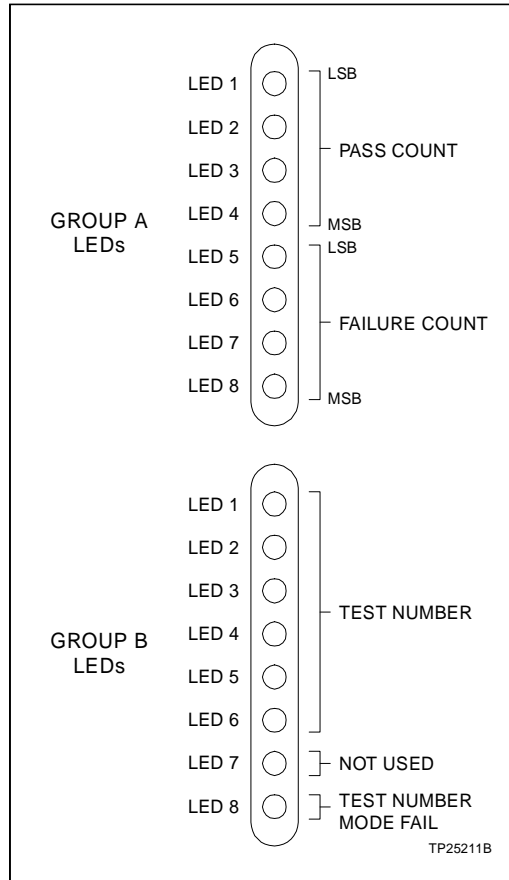 LED 1
LSB
LED 2
LED 3
PASS COUNT
LED 4
MSB
GROUP A
LEDs
LED 5
LSB
LED 6
LED 7
FAILURE COUNT
LED 8
MSB
LED 1
LED 2
LED 3
LED 4
TEST NUMBER
GROUP B
LEDs
LED 5
LED 6
LED 7
NOT USED
LED 8
TEST NUMBER
MODE FAIL
TP25211B